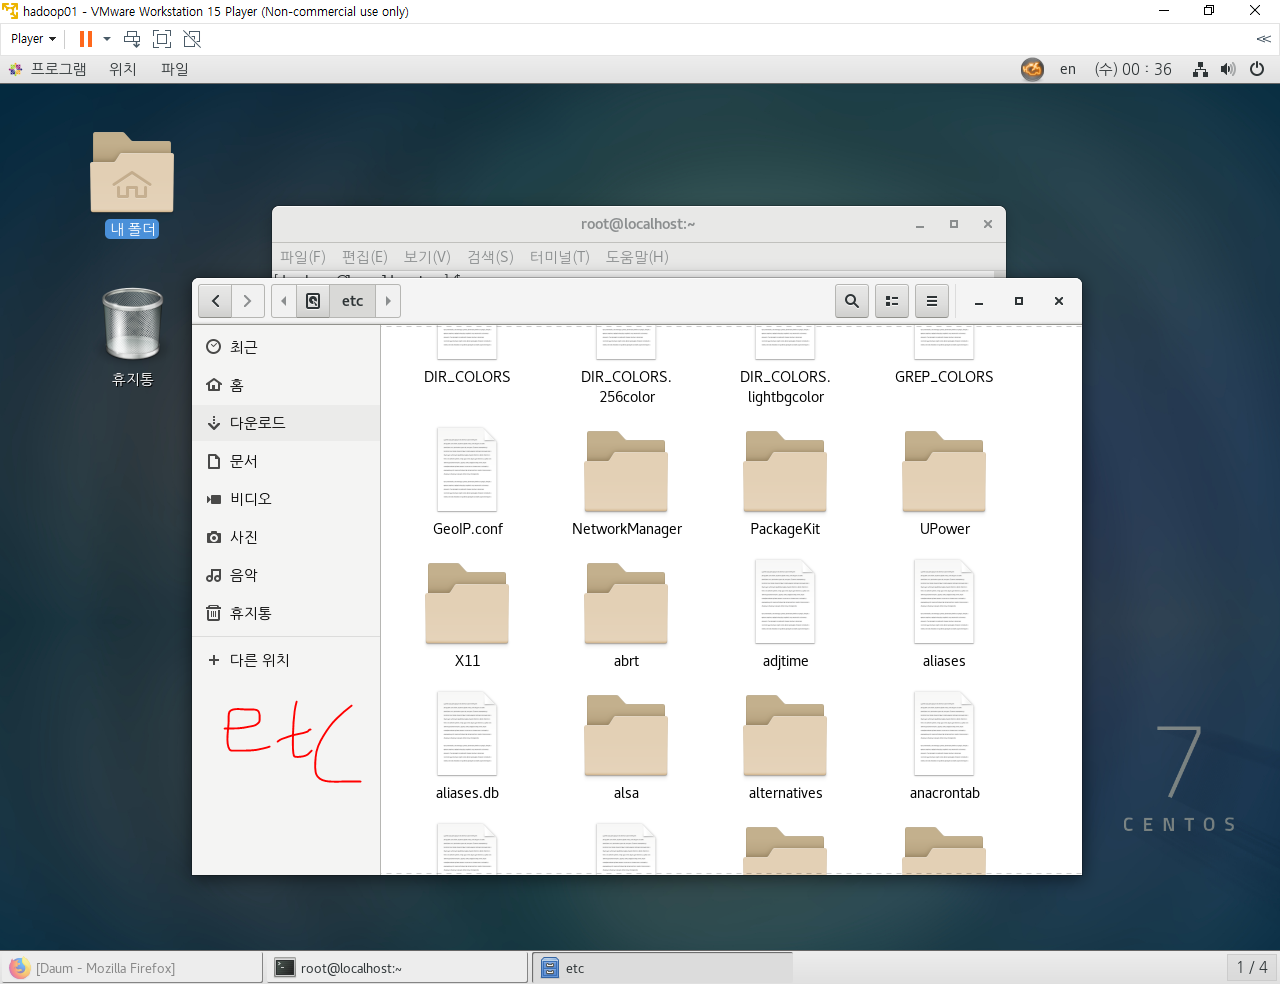 hadoop01 - VMware Workstation 15 Player (Non-commercial use only)
Player
프로그램 위치 파일 en (수) 00 : 36
내 폴더
휴지통
root@localhost:~
파일(F) 편집(E) 보기(V) 검색(S) 터미널(T) 도움말(H)
etc
최근
홈
다운로드
문서
비디오
사진
음악
휴지통
다른 위치
etc
DIR_COLORS DIR_COLORS.256color DIR_COLORS.lightbgcolor GREP_COLORS
GeoIP.conf NetworkManager PackageKit UPower
X11 abrt adjtime aliases
aliases.db alsa alternatives anacrontab
7
CENTOS
[Daum - Mozilla Firefox] root@localhost:~ etc 1 / 4